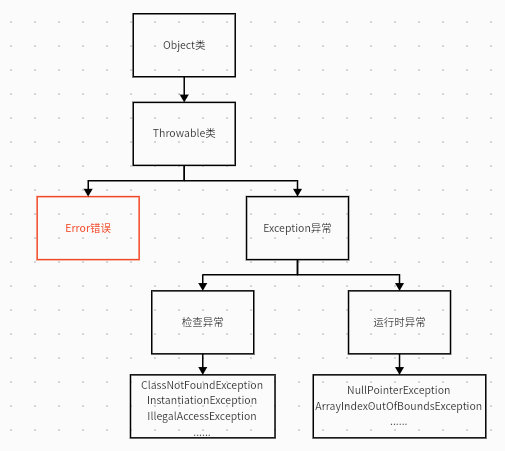 Object类
Throwable类
Error错误
Exception异常
检查异常
运行时异常
ClassNotFoundException
InstantiationException
IllegalAccessException
......
NullPointerException
ArrayIndexOutOfBoundsException
......